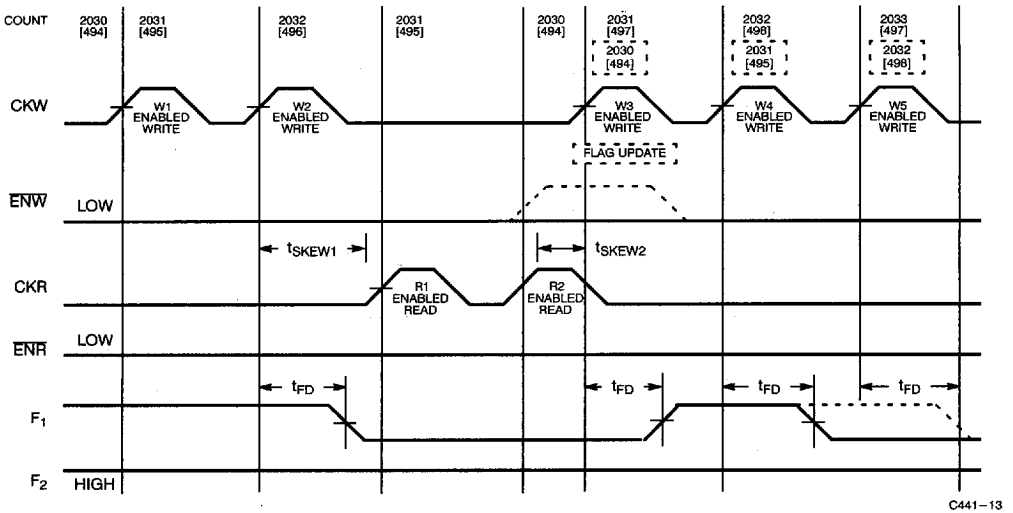 COUNT 2030 2031 2032 2031 2030 2031 2032 2033
[494] [495] [496] [495] [494] [497] [498] [497]
2030 2031 2032
[494] [495] [498]
CKW
W1 ENABLED WRITE
W2 ENABLED WRITE
W3 ENABLED WRITE
W4 ENABLED WRITE
W5 ENABLED WRITE
FLAG UPDATE
ENW LOW
tSKEW1 tSKEW2
CKR
R1 ENABLED READ
R2 ENABLED READ
ENR LOW
tFD tFD tFD tFD
F1
F2 HIGH
C441-13